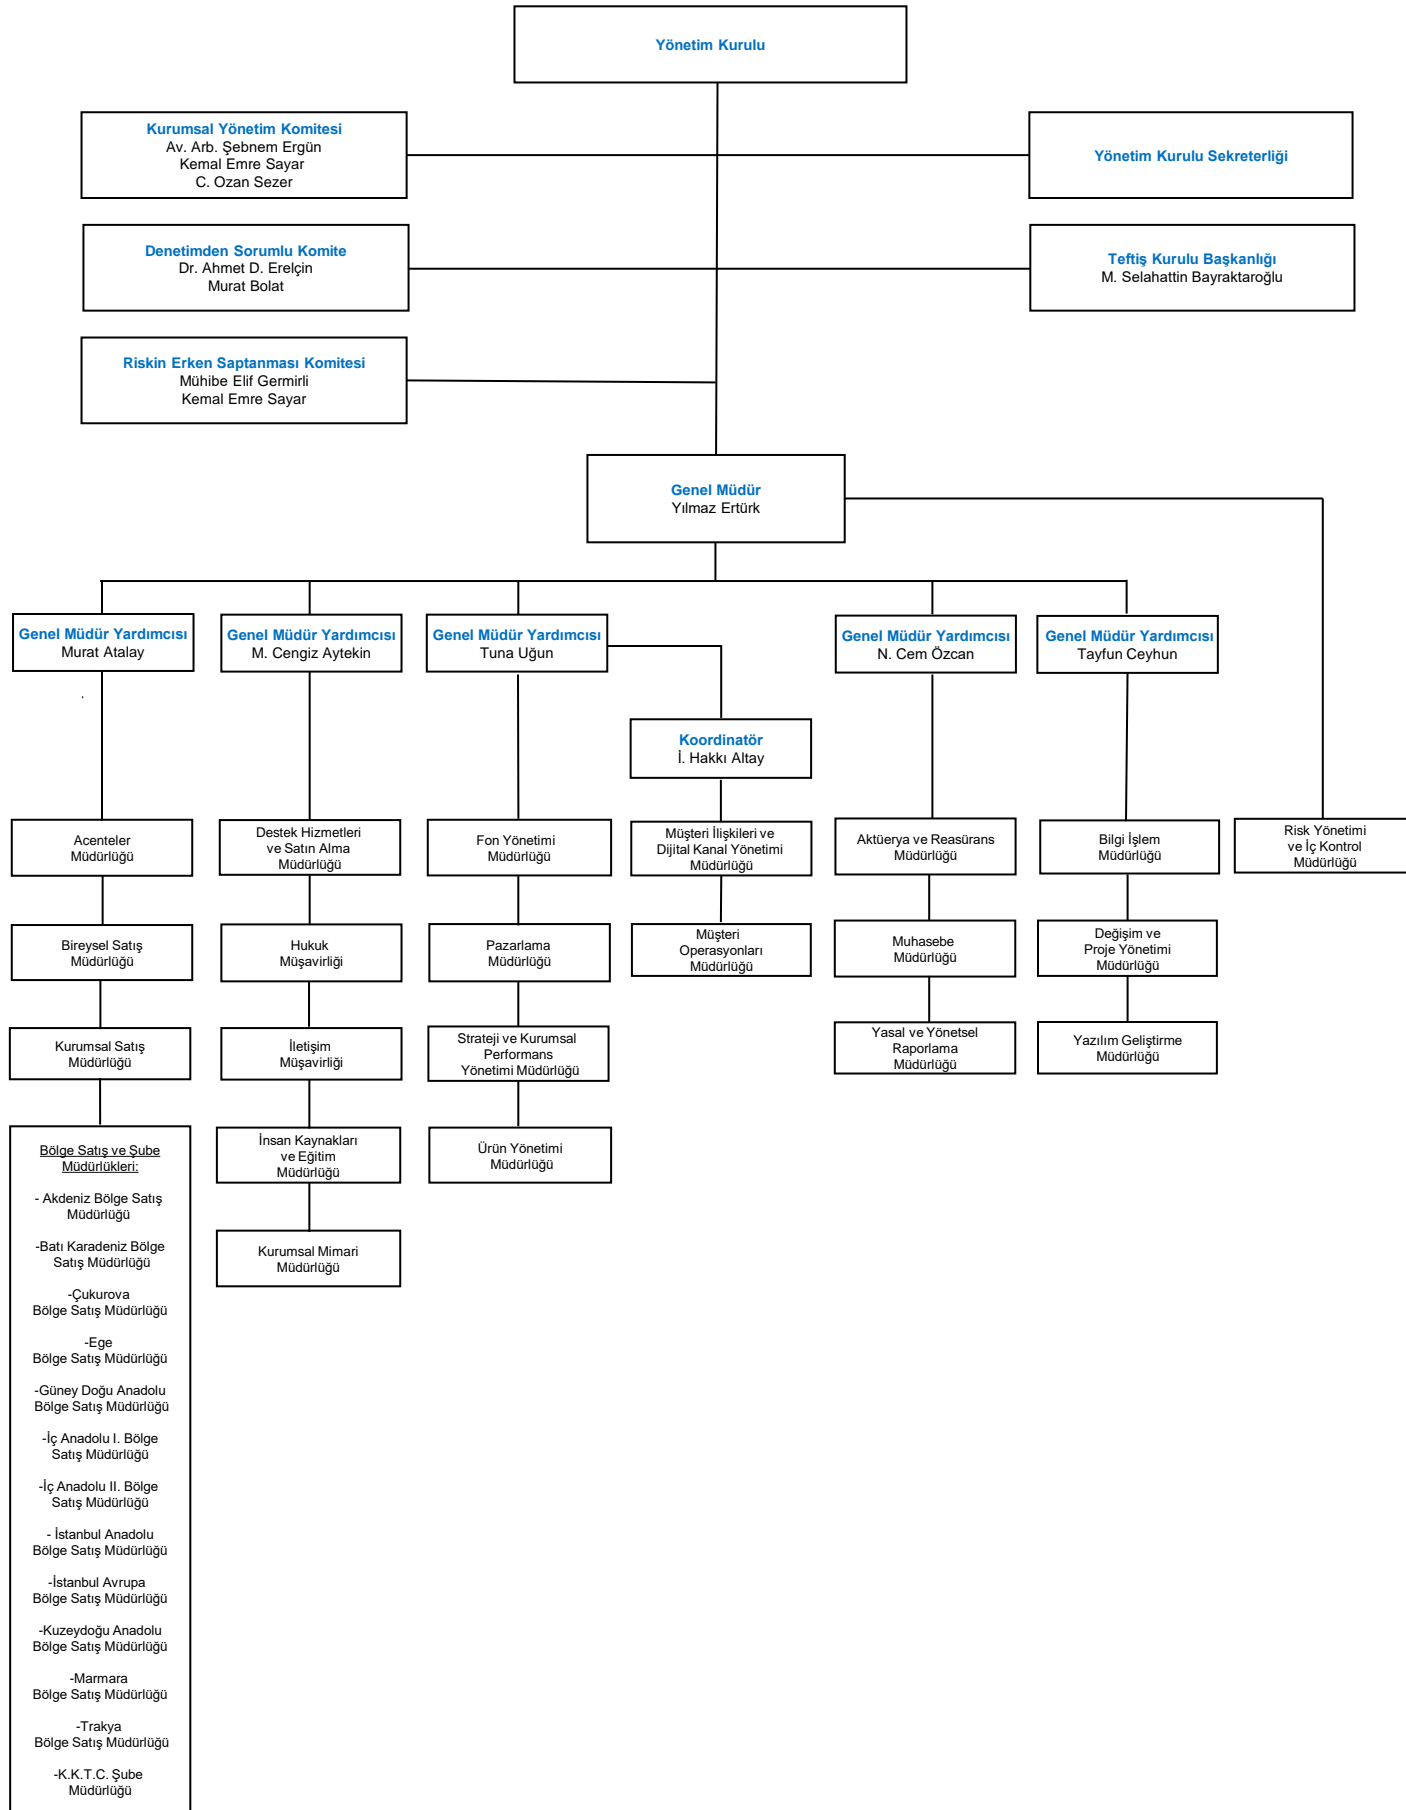 Yönetim Kurulu
Kurumsal Yönetim Komitesi
Av. Arb. Şebnem Ergün
Kemal Emre Sayar
C. Ozan Sezer
Yönetim Kurulu Sekreterliği
Denetimden Sorumlu Komite
Dr. Ahmet D. Erelçin
Murat Bolat
Teftiş Kurulu Başkanlığı
M. Selahattin Bayraktaroğlu
Riskin Erken Saptanması Komitesi
Mühibe Elif Germirli
Kemal Emre Sayar
Genel Müdür
Yılmaz Ertürk
Genel Müdür Yardımcısı
Murat Atalay
Genel Müdür Yardımcısı
M. Cengiz Aytekin
Genel Müdür Yardımcısı
Tuna Uğun
Genel Müdür Yardımcısı
N. Cem Özcan
Genel Müdür Yardımcısı
Tayfun Ceyhun
Koordinatör
İ. Hakkı Altay
Acenteler
Müdürlüğü
Destek Hizmetleri
ve Satın Alma
Müdürlüğü
Fon Yönetimi
Müdürlüğü
Müşteri İlişkileri ve
Dijital Kanal Yönetimi
Müdürlüğü
Aktüerya ve Reasürans
Müdürlüğü
Bilgi İşlem
Müdürlüğü
Risk Yönetimi
ve İç Kontrol
Müdürlüğü
Bireysel Satış
Müdürlüğü
Hukuk
Müşavirliği
Pazarlama
Müdürlüğü
Müşteri
Operasyonları
Müdürlüğü
Muhasebe
Müdürlüğü
Değişim ve
Proje Yönetimi
Müdürlüğü
Kurumsal Satış
Müdürlüğü
İletişim
Müşavirliği
Strateji ve Kurumsal
Performans
Yönetimi Müdürlüğü
Yasal ve Yönetsel
Raporlama
Müdürlüğü
Yazılım Geliştirme
Müdürlüğü
Bölge Satış ve Şube
Müdürlükleri:
- Akdeniz Bölge Satış
Müdürlüğü
-Batı Karadeniz Bölge
Satış Müdürlüğü
-Çukurova
Bölge Satış Müdürlüğü
-Ege
Bölge Satış Müdürlüğü
-Güney Doğu Anadolu
Bölge Satış Müdürlüğü
-İç Anadolu I. Bölge
Satış Müdürlüğü
-İç Anadolu II. Bölge
Satış Müdürlüğü
- İstanbul Anadolu
Bölge Satış Müdürlüğü
-İstanbul Avrupa
Bölge Satış Müdürlüğü
-Kuzeydoğu Anadolu
Bölge Satış Müdürlüğü
-Marmara
Bölge Satış Müdürlüğü
-Trakya
Bölge Satış Müdürlüğü
-K.K.T.C. Şube
Müdürlüğü
İnsan Kaynakları
ve Eğitim
Müdürlüğü
Ürün Yönetimi
Müdürlüğü
Kurumsal Mimari
Müdürlüğü